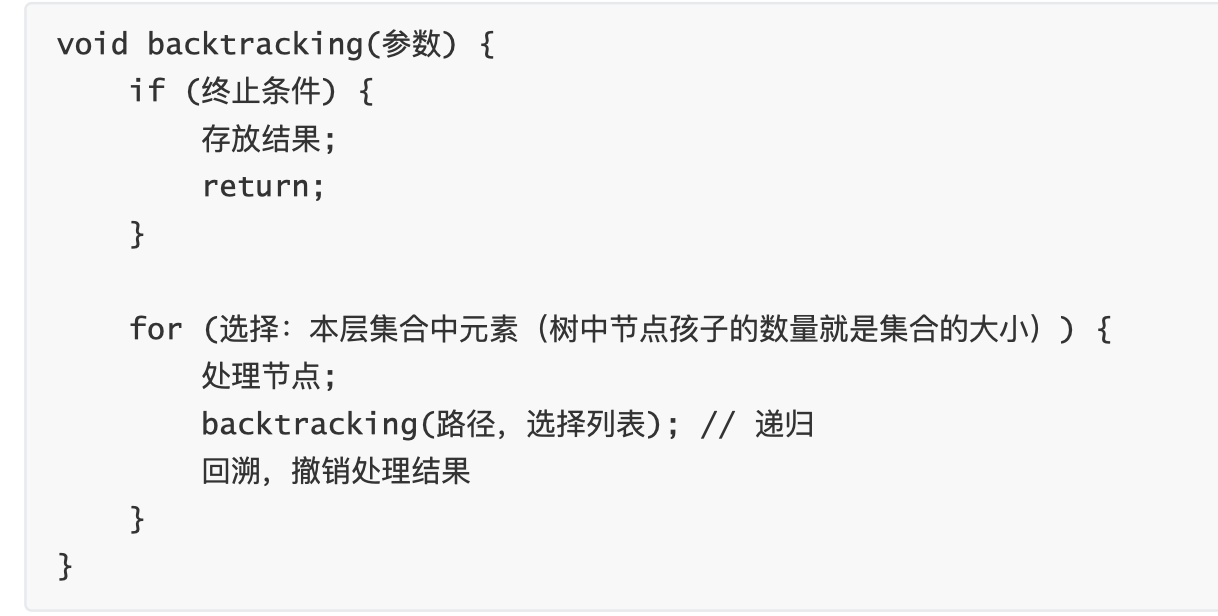 void backtracking(参数) {
    if (终止条件) {
        存放结果;
        return;
    }
    for (选择：本层集合中元素（树中节点孩子的数量就是集合的大小）) {
        处理节点;
        backtracking(路径，选择列表); // 递归
        回溯，撤销处理结果
    }
}